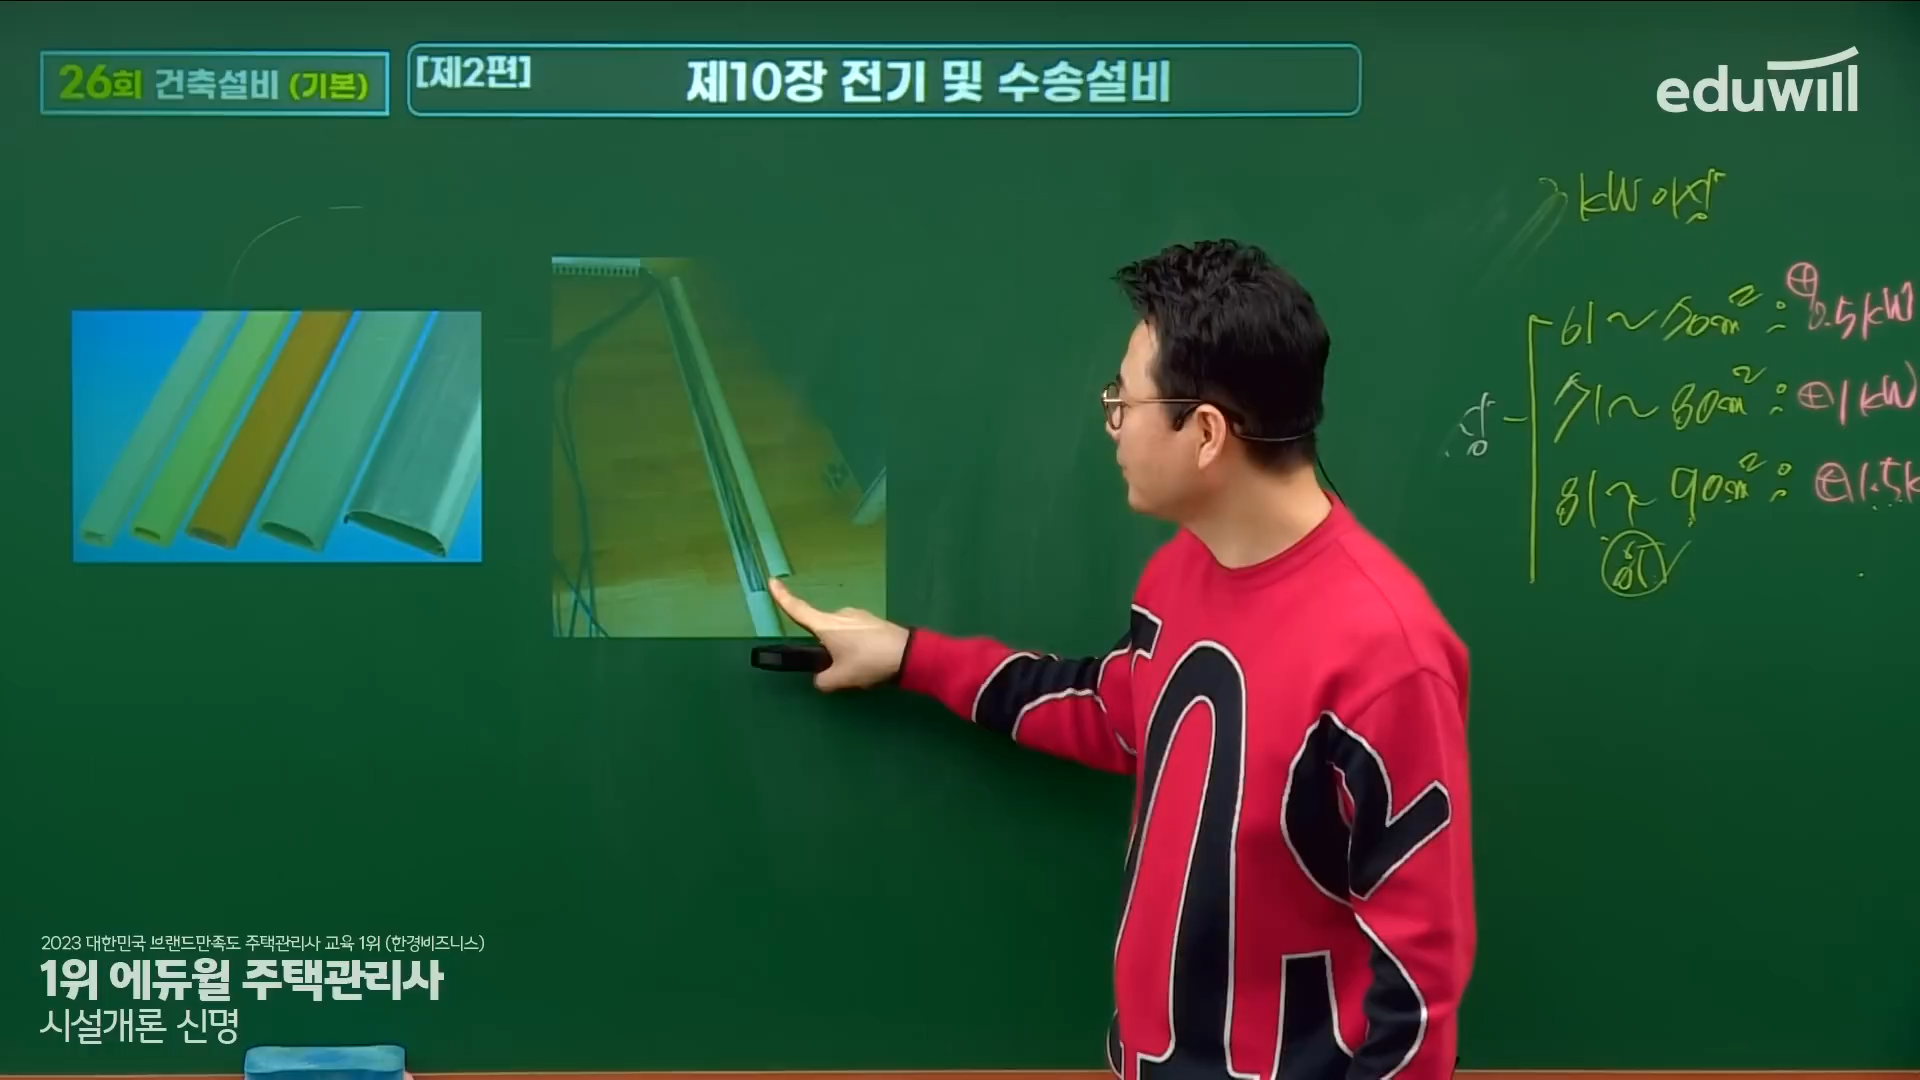 26회 건축설비 (기본)
[제2편]
제10장 전기 및 수송설비
eduwill
kW 이상
61~70m² : ⊕0.5kW
71~80m² : ⊕1kW
81~90m² : ⊕1.5k
2023 대한민국 브랜드만족도 주택관리사 교육 1위 (한경비즈니스)
1위 에듀윌 주택관리사
시설개론 신명